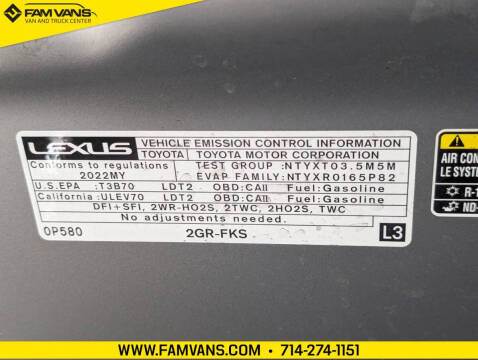 FAMVANS
VAN AND TRUCK CENTER
LEXUS VEHICLE EMISSION CONTROL INFORMATION
TOYOTA TOYOTA MOTOR CORPORATION
Conforms to regulations TEST GROUP :NTYXT03.5M5M
2022MY EVAP FAMILY:NTYXR0165P82
U.S.EPA :T3B70 LDT2 OBD:CAII Fuel:Gasoline
California :ULEV70 LDT2 OBD:CAII Fuel:Gasoline
DFI+SFI, 2WR-HO2S, 2TWC, 2HO2S, TWC
No adjustments needed.
0P580 2GR-FKS L3
AIR CON
LE SYSTEM
R-1
ND-
WWW.FAMVANS.COM • 714-274-1151